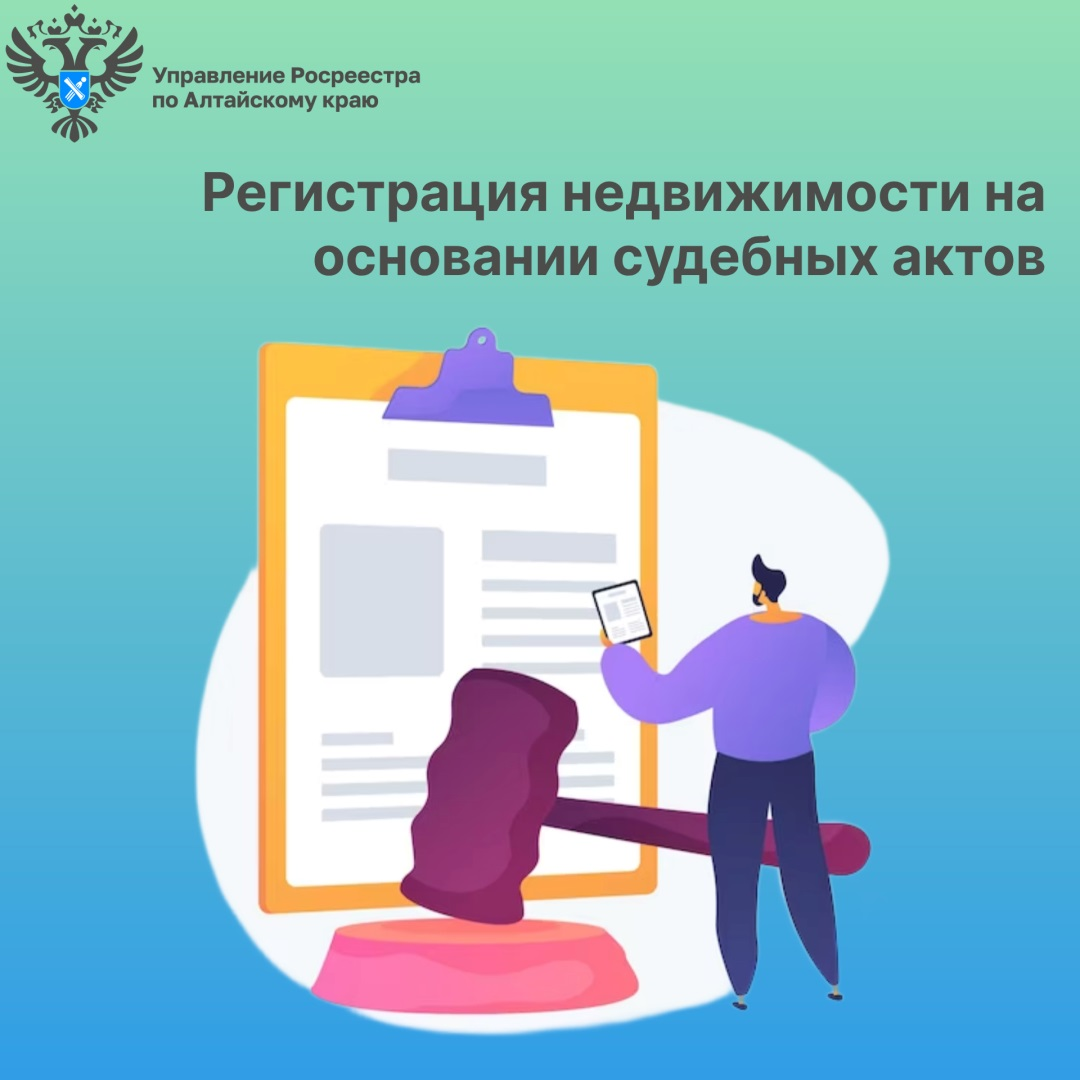 Управление Росреестра
по Алтайскому краю
Регистрация недвижимости на
основании судебных актов